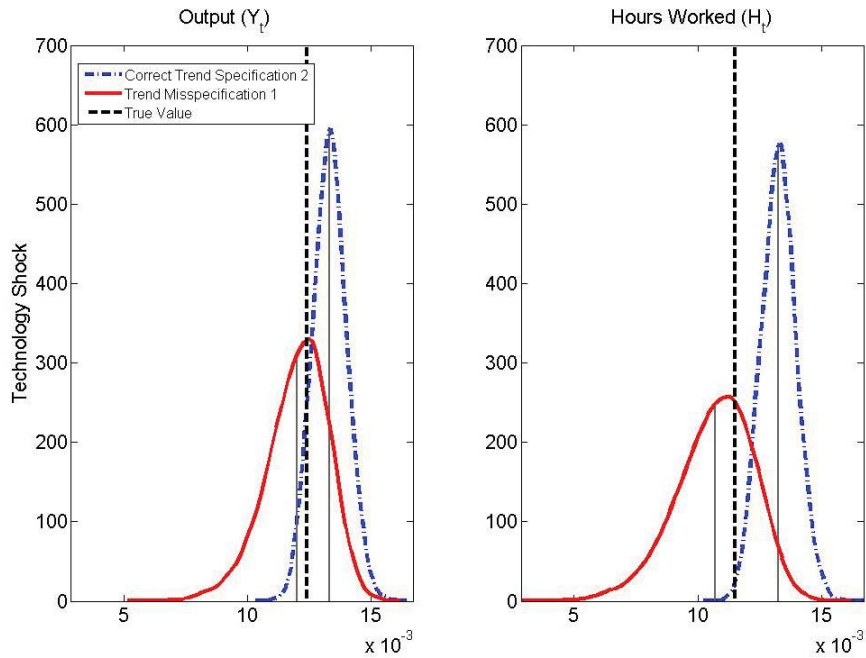 Output (Yt)
Hours Worked (Ht)
Technology Shock
700
600
500
400
300
200
100
0
5
10
15
x 10-3
Correct Trend Specification 2
Trend Misspecification 1
True Value
700
600
500
400
300
200
100
0
5
10
15
x 10-3